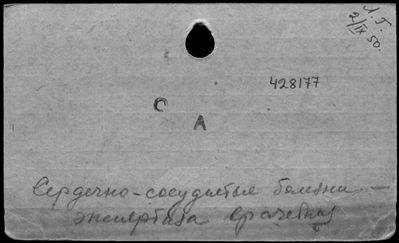 Л. Г.
2/IX 50.
428177
С
А
Сердечно-сосудистые болезни —
экспертиза врачебная